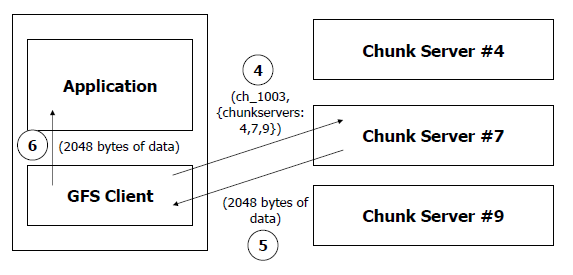 Application
6
(2048 bytes of data)
GFS Client
4
(ch_1003,
{chunkservers:
4,7,9})
(2048 bytes of
data)
5
Chunk Server #4
Chunk Server #7
Chunk Server #9